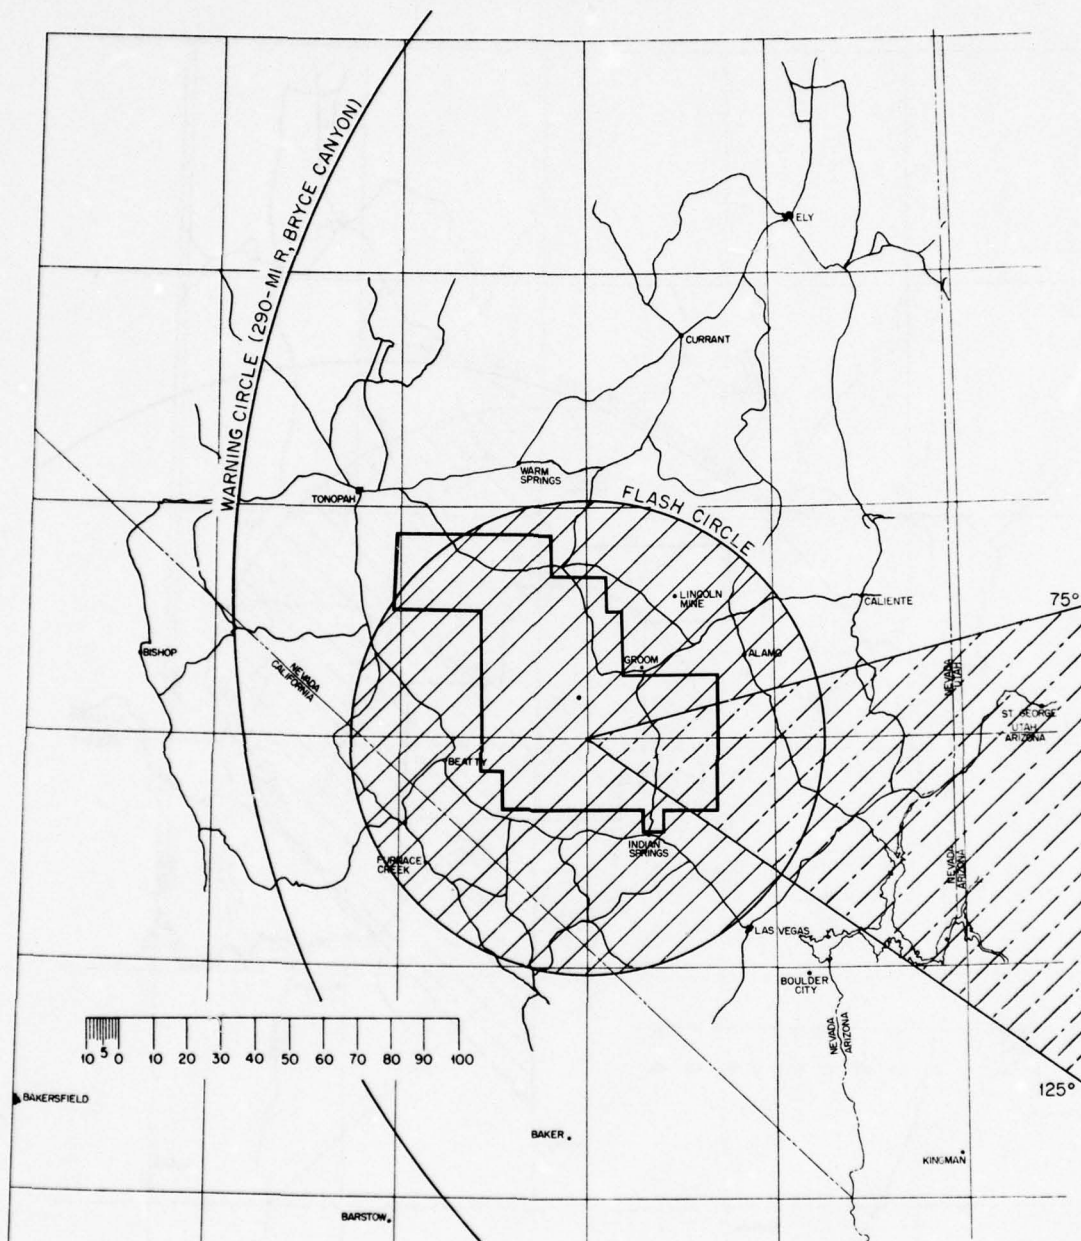 WARNING CIRCLE (290-MI R, BRYCE CANYON)
ELY
CURRANT
WARM
SPRINGS
TONOPAH
FLASH CIRCLE
LINCOLN
MINE
CALIENTE
75°
BISHOP
NEVADA
CALIFORNIA
GROOM
ALAMO
NEVADA
UTAH
ST. GEORGE
UTAH
ARIZONA
BEATTY
INDIAN
SPRINGS
FURNACE
CREEK
NEVADA
ARIZONA
LAS VEGAS
BOULDER
CITY
NEVADA
ARIZONA
10 5 0 10 20 30 40 50 60 70 80 90 100
125°
BAKERSFIELD
BAKER
KINGMAN
BARSTOW